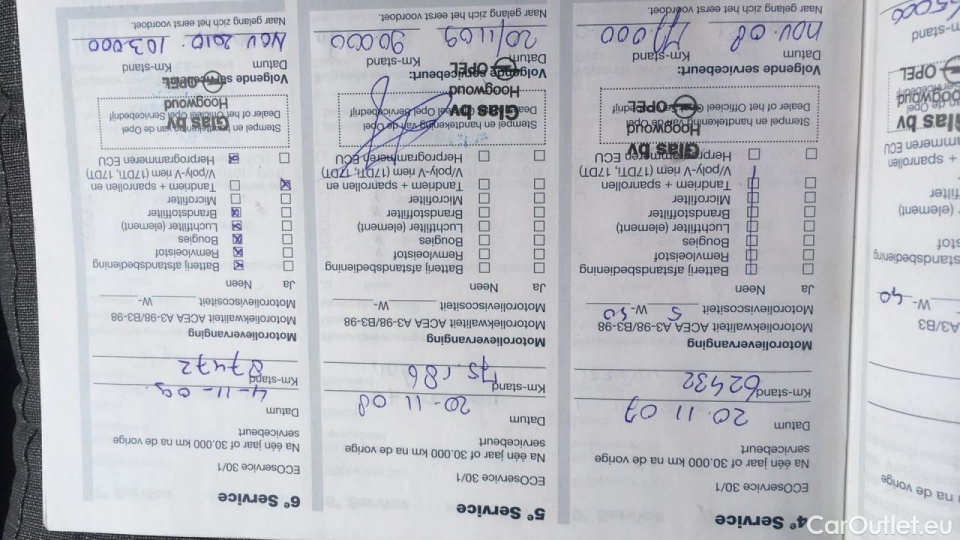 4e Service
ECOservice 30/1
Na één jaar of 30.000 km na de vorige
servicebeurt
Datum 20 11 07
Km-stand 62432
Motorolieverversing
Motoroliekwaliteit ACEA A3-98/B3-98
Motorolieviscositeit 5 W- 40
Ja Neen
Batterij afstandsbediening
Remvloeistof
Bougies
Luchtfilter (element)
Brandstoffilter
Microfilter
Tandriem + spanrollen
V/poly-V riem (17DTI, 17DT)
Herprogrammeren ECU
Stempel en handtekening van de Opel
Dealer of Opel Servicebedrijf
Glas bv
Hoogwoud
OPEL
Volgende servicebeurt:
Datum Km-stand
nov. 08 77000
Naar gelang zich het eerst voordoet.
5e Service
ECOservice 30/1
Na één jaar of 30.000 km na de vorige
servicebeurt
Datum 20-11 08
Km-stand 75186
Motorolieverversing
Motoroliekwaliteit ACEA A3-98/B3-98
Motorolieviscositeit W-
Ja Neen
Batterij afstandsbediening
Remvloeistof
Bougies
Luchtfilter (element)
Brandstoffilter
Microfilter
Tandriem + spanrollen en
V/poly-V riem (17DTI, 17DT)
Herprogrammeren ECU
Stempel en handtekening van de Opel
Dealer of Officieel Opel Servicebedrijf
Glas bv
Hoogwoud
OPEL
Volgende servicebeurt:
Datum Km-stand
20/11 09 90000
Naar gelang zich het eerst voordoet.
6e Service
ECOservice 30/1
Na één jaar of 30.000 km na de vorige
servicebeurt
Datum 4-11-09
Km-stand 87472
Motorolieverversing
Motoroliekwaliteit ACEA A3-98/B3-98
Motorolieviscositeit W-
Ja Neen
Batterij afstandsbediening
Remvloeistof
Bougies
Luchtfilter (element)
Brandstoffilter
Microfilter
Tandriem + spanrollen en
V/poly-V riem (17DTI, 17DT)
Herprogrammeren ECU
Stempel en handtekening van de Opel
Dealer of Officieel Opel Servicebedrijf
Glas bv
Hoogwoud
OPEL
Volgende servicebeurt:
Datum Km-stand
Nov 2010. 103.000
Naar gelang zich het eerst voordoet.
CarOutlet.eu